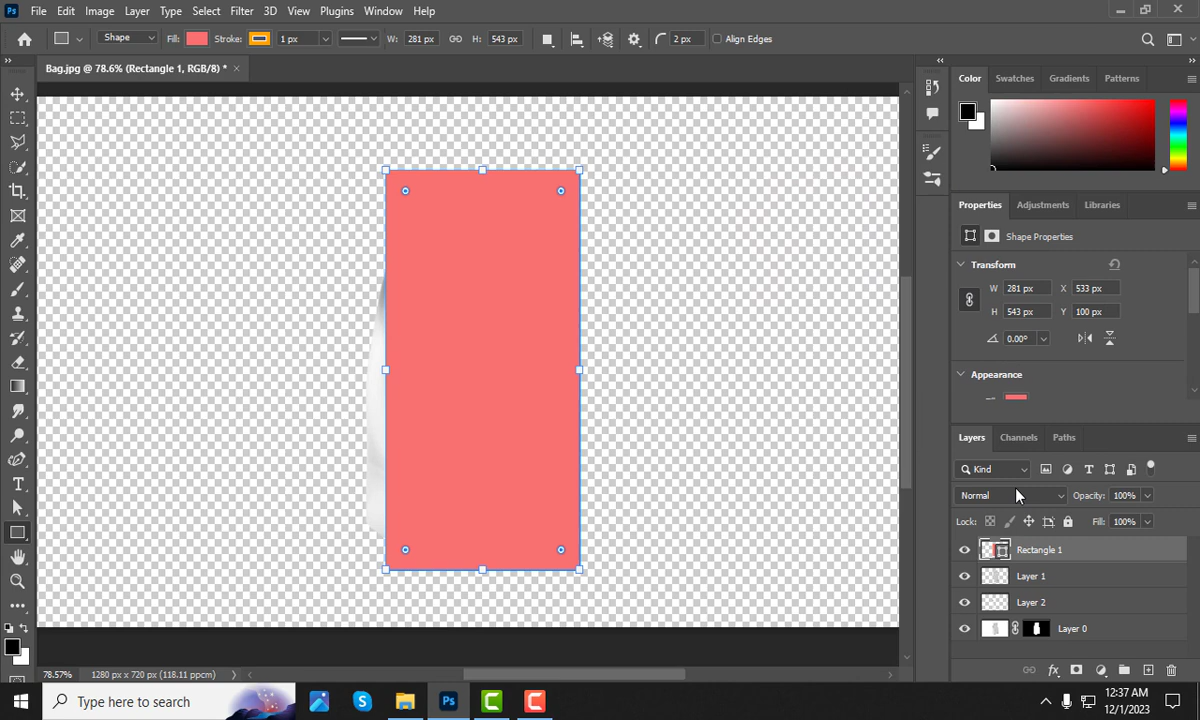 Ps File Edit Image Layer Type Select Filter 3D View Plugins Window Help
Shape Fill: Stroke: 1 px W: 281 px H: 543 px 2 px Align Edges
Bag.jpg @ 78.6% (Rectangle 1, RGB/8) *
Color Swatches Gradients Patterns
Properties Adjustments Libraries
Shape Properties
Transform
W 281 px X 533 px
H 543 px Y 100 px
0.00°
Appearance
Layers Channels Paths
Kind
Normal Opacity: 100%
Lock: Fill: 100%
Rectangle 1
Layer 1
Layer 2
Layer 0
78.57% 1280 px x 720 px (118.11 ppcm)
Type here to search
Ps
12:37 AM
12/1/2023